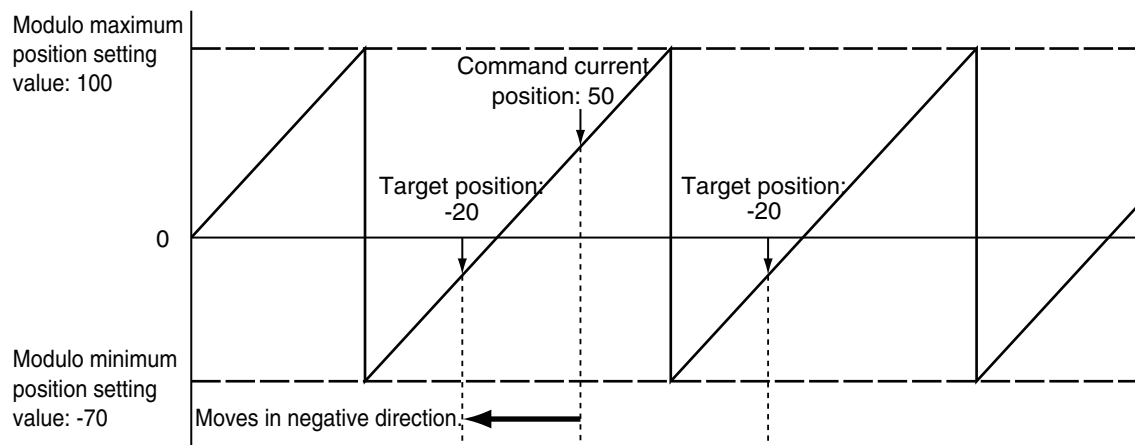 Modulo maximum
position setting
value: 100
Command current
position: 50
Target position:
-20
Target position:
-20
0
Modulo minimum
position setting
value: -70
Moves in negative direction.